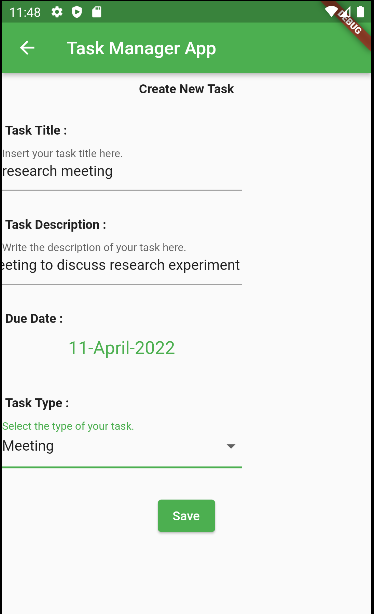 11:48
DEBUG
Task Manager App
Create New Task
Task Title :
Insert your task title here.
research meeting
Task Description :
Write the description of your task here.
eeting to discuss research experiment
Due Date :
11-April-2022
Task Type :
Select the type of your task.
Meeting
Save